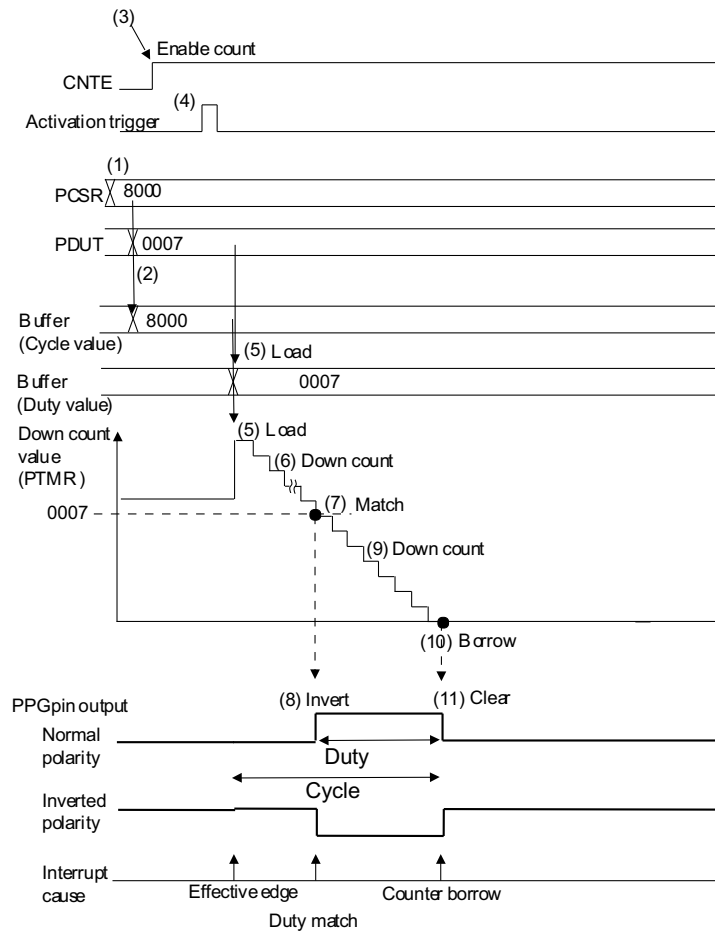 (3)
Enable count
CNTE
(4)
Activation trigger
(1)
PCSR 8000
PDUT 0007
(2)
Buffer
(Cycle value)
8000
(5) Load
Buffer
(Duty value)
0007
Down count
value
(PTMR)
(5) Load
(6) Down count
(7) Match
0007
(9) Down count
(10) Borrow
PPGpin output
(8) Invert
(11) Clear
Normal
polarity
Duty
Cycle
Inverted
polarity
Interrupt
cause
Effective edge
Counter borrow
Duty match